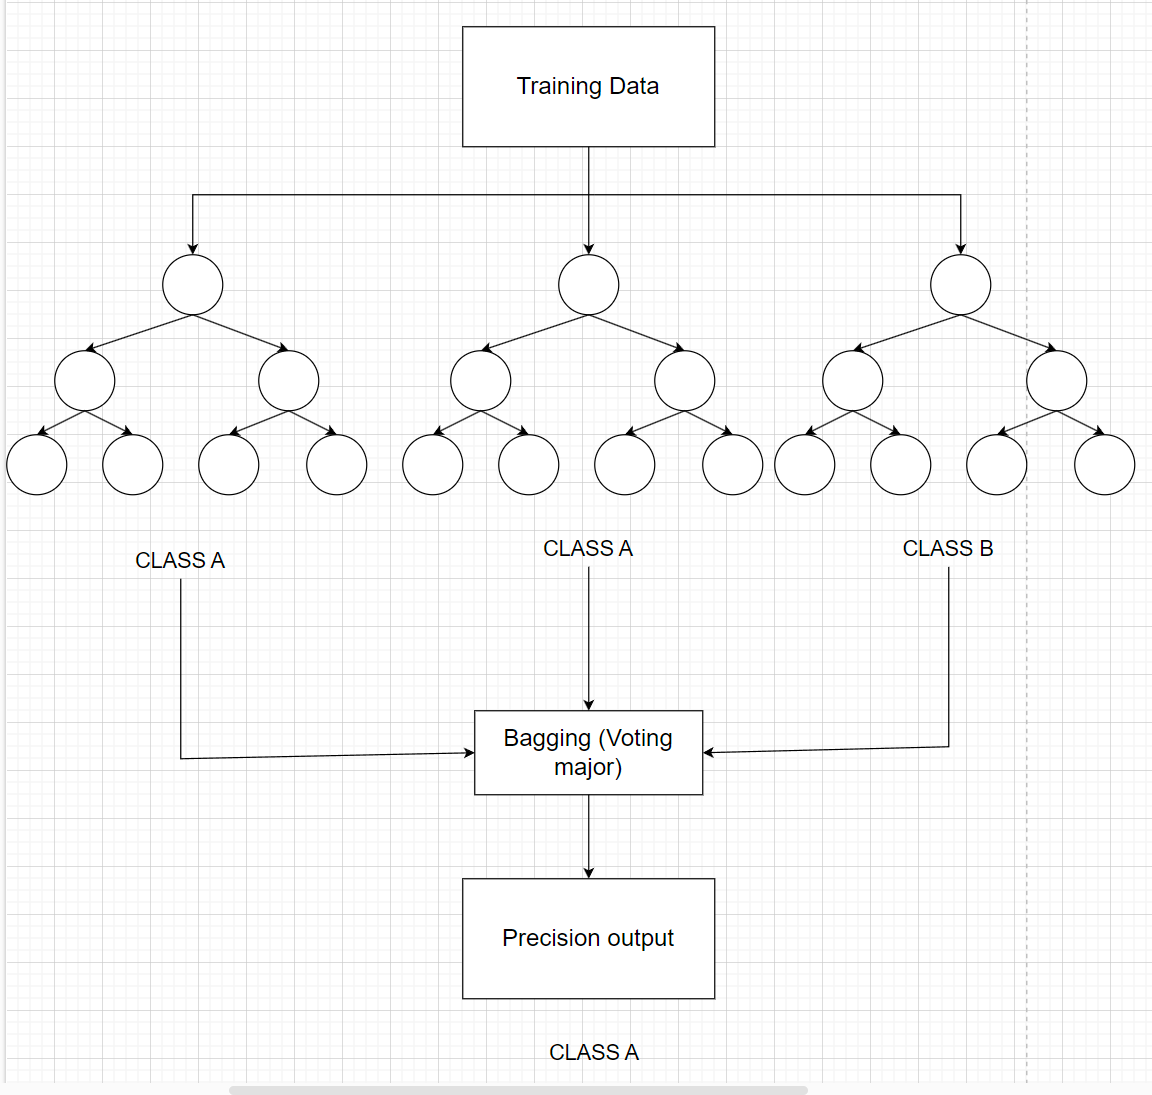 Training Data
CLASS A
CLASS A
CLASS B
Bagging (Voting
major)
Precision output
CLASS A